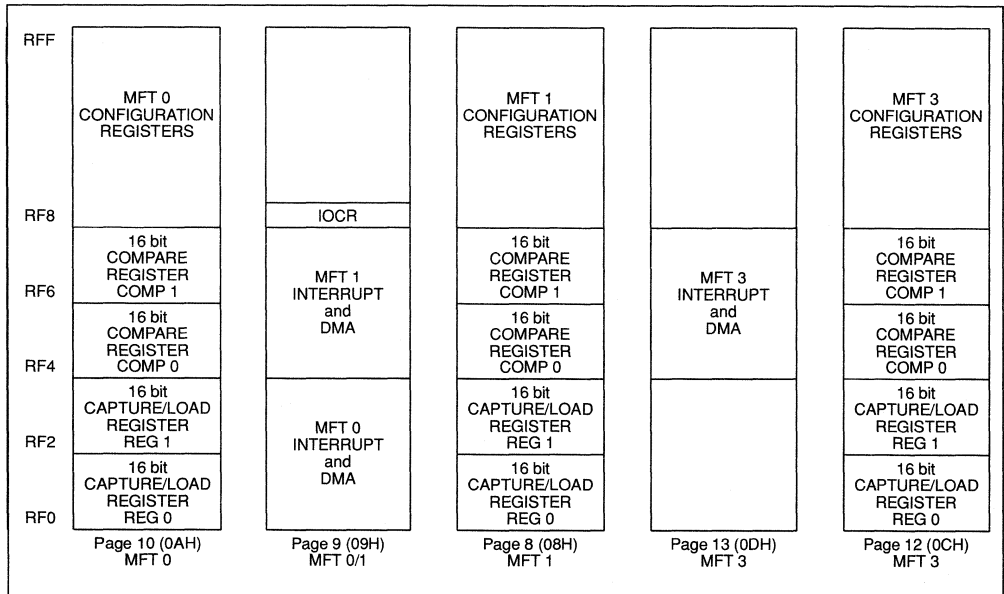 RFF
RF8
RF6
RF4
RF2
RF0
MFT 0
CONFIGURATION
REGISTERS
16 bit
COMPARE
REGISTER
COMP 1
16 bit
COMPARE
REGISTER
COMP 0
16 bit
CAPTURE/LOAD
REGISTER
REG 1
16 bit
CAPTURE/LOAD
REGISTER
REG 0
Page 10 (0AH)
MFT 0
IOCR
MFT 1
INTERRUPT
and
DMA
MFT 0
INTERRUPT
and
DMA
Page 9 (09H)
MFT 0/1
MFT 1
CONFIGURATION
REGISTERS
16 bit
COMPARE
REGISTER
COMP 1
16 bit
COMPARE
REGISTER
COMP 0
16 bit
CAPTURE/LOAD
REGISTER
REG 1
16 bit
CAPTURE/LOAD
REGISTER
REG 0
Page 8 (08H)
MFT 1
MFT 3
INTERRUPT
and
DMA
Page 13 (0DH)
MFT 3
MFT 3
CONFIGURATION
REGISTERS
16 bit
COMPARE
REGISTER
COMP 1
16 bit
COMPARE
REGISTER
COMP 0
16 bit
CAPTURE/LOAD
REGISTER
REG 1
16 bit
CAPTURE/LOAD
REGISTER
REG 0
Page 12 (0CH)
MFT 3